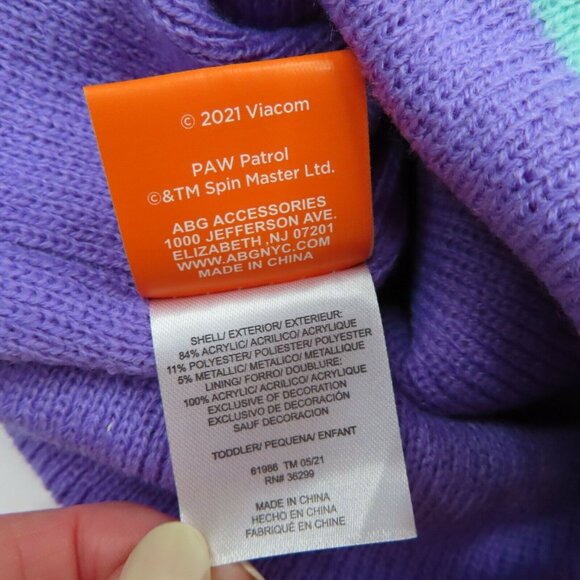 © 2021 Viacom
PAW Patrol
©&TM Spin Master Ltd.
ABG ACCESSORIES
1000 JEFFERSON AVE.
ELIZABETH ,NJ 07201
WWW.ABGNYC.COM
MADE IN CHINA
SHELL/ EXTERIOR/ EXTERIEUR:
84% ACRYLIC/ ACRILICO/ ACRYLIQUE
11% POLYESTER/ POLIESTER/ POLYESTER
5% METALLIC/ METALICO/ METALLIQUE
LINING/ FORRO/ DOUBLURE:
100% ACRYLIC/ ACRILICO/ ACRYLIQUE
EXCLUSIVE OF DECORATION
EXCLUSIVO DE DECORACION
SAUF DECORATION
TODDLER/ PEQUENA/ ENFANT
61986 TM 05/21
RN# 36299
MADE IN CHINA
HECHO EN CHINA
FABRIQUÉ EN CHINE